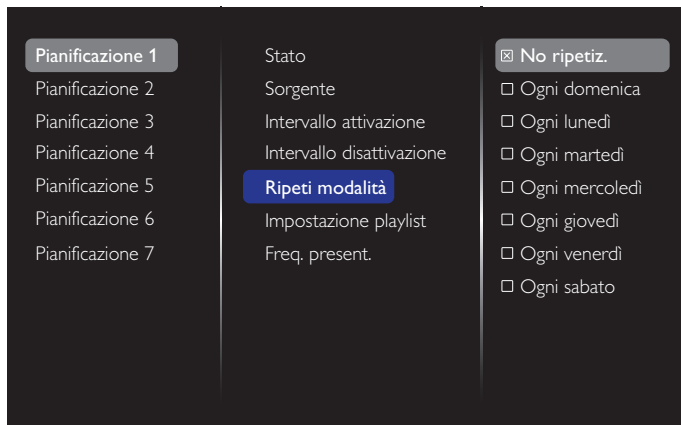 Pianificazione 1
Pianificazione 2
Pianificazione 3
Pianificazione 4
Pianificazione 5
Pianificazione 6
Pianificazione 7
Stato
Sorgente
Intervallo attivazione
Intervallo disattivazione
Ripeti modalità
Impostazione playlist
Freq. present.
No ripetiz.
Ogni domenica
Ogni lunedì
Ogni martedì
Ogni mercoledì
Ogni giovedì
Ogni venerdì
Ogni sabato